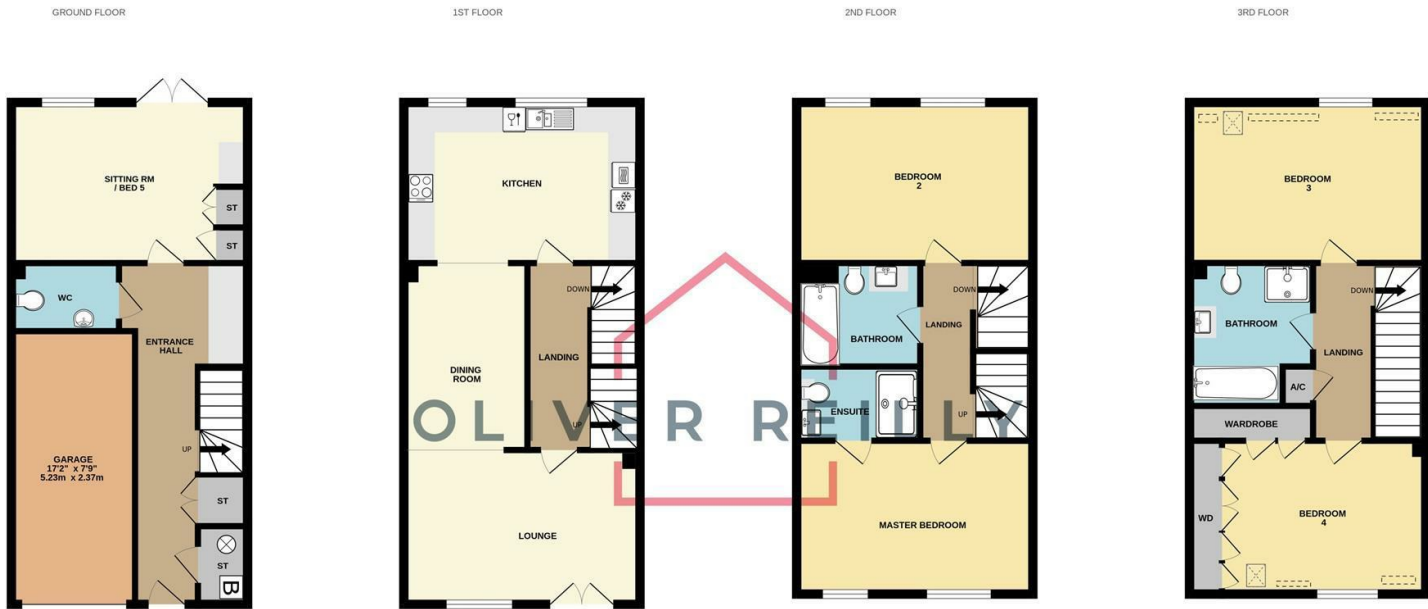 GROUND FLOOR
SITTING RM
/ BED 5
ST
ST
WC
ENTRANCE
HALL
GARAGE
17'2" x 7'9"
5.23m x 2.37m
UP
ST
ST
B
1ST FLOOR
KITCHEN
DOWN
LANDING
DINING
ROOM
UP
LOUNGE
2ND FLOOR
BEDROOM
2
DOWN
LANDING
BATHROOM
ENSUITE
UP
MASTER BEDROOM
3RD FLOOR
BEDROOM
3
DOWN
BATHROOM
LANDING
A/C
WARDROBE
WD
BEDROOM
4
OLIVER REILLY